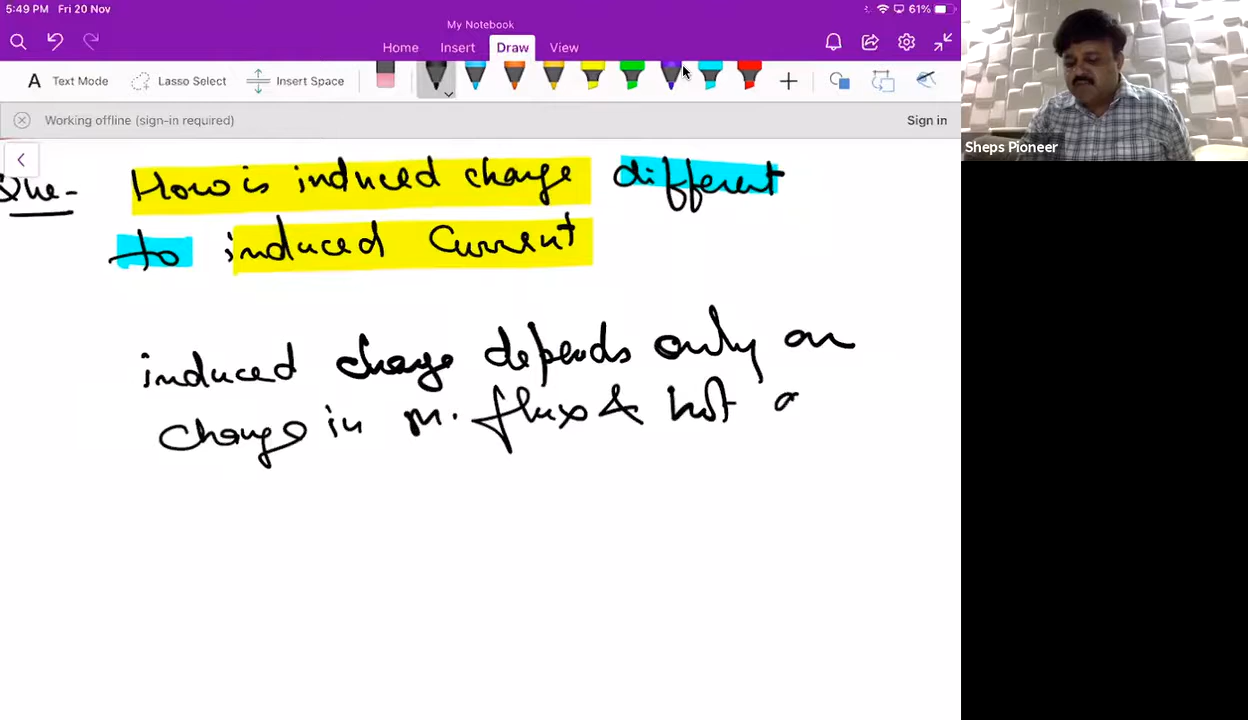 5:49 PM Fri 20 Nov
61%
My Notebook
Home Insert Draw View
A Text Mode Lasso Select Insert Space
Working offline (sign-in required) Sign in
Sheps Pioneer
Que- How is induced charge different
to induced Current
induced charge depends only on
change in m. flux & not o